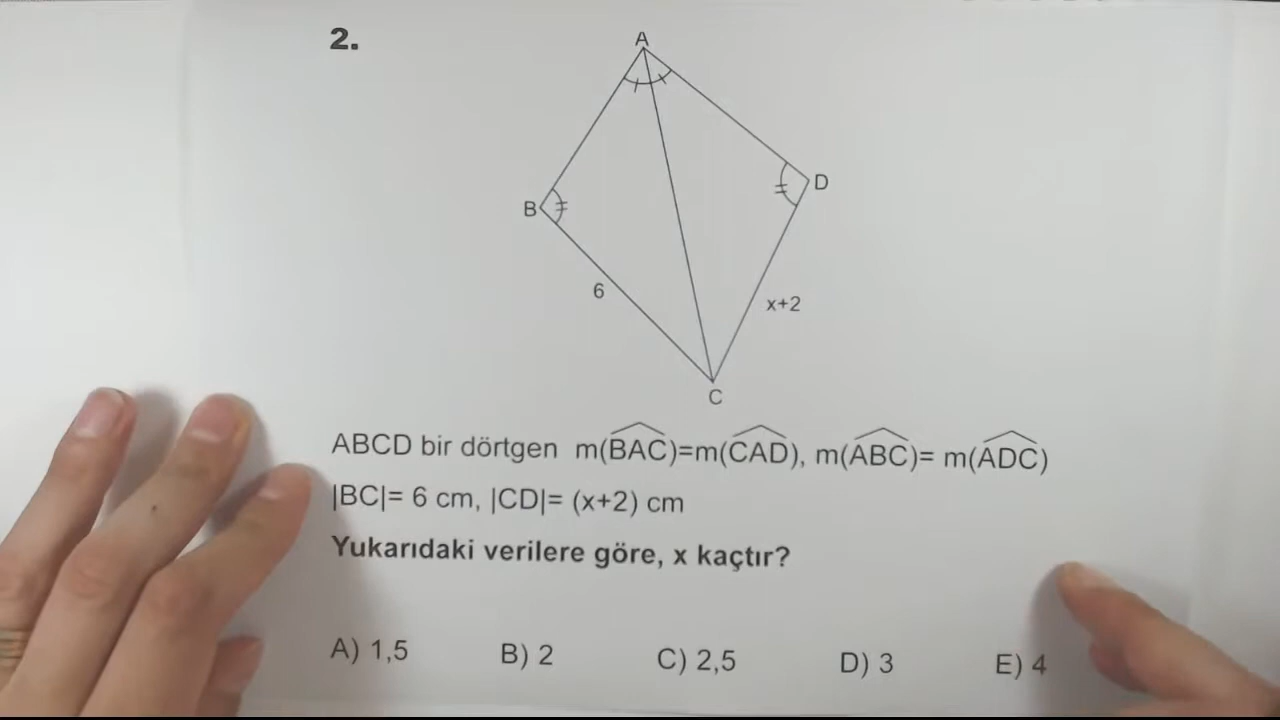 2.
A
B
D
6
x+2
C
ABCD bir dörtgen m(BAC)=m(CAD), m(ABC)= m(ADC)
|BC|= 6 cm, |CD|= (x+2) cm
Yukarıdaki verilere göre, x kaçtır?
A) 1,5 B) 2 C) 2,5 D) 3 E) 4